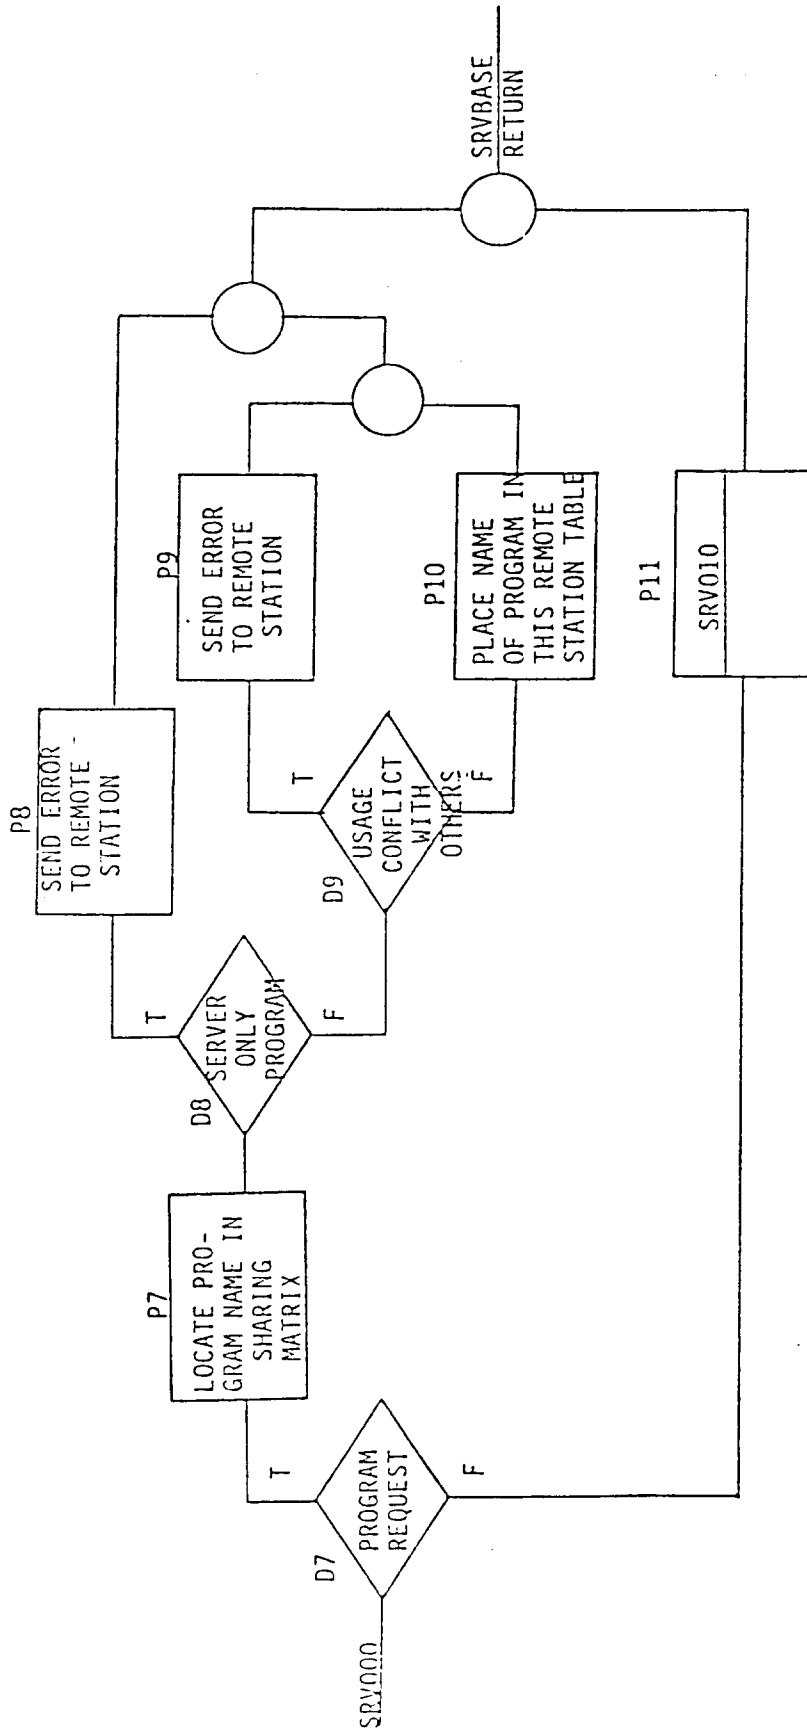 SRV000
D7
PROGRAM
REQUEST
T
F
P7
LOCATE PRO-
GRAM NAME IN
SHARING
MATRIX
D8
SERVER
ONLY
PROGRAM
T
F
P8
SEND ERROR
TO REMOTE
STATION
D9
USAGE
CONFLICT
WITH
OTHERS
T
F
P9
SEND ERROR
TO REMOTE
STATION
P10
PLACE NAME
OF PROGRAM IN
THIS REMOTE
STATION TABLE
P11
SRV010
SRVBASE
RETURN